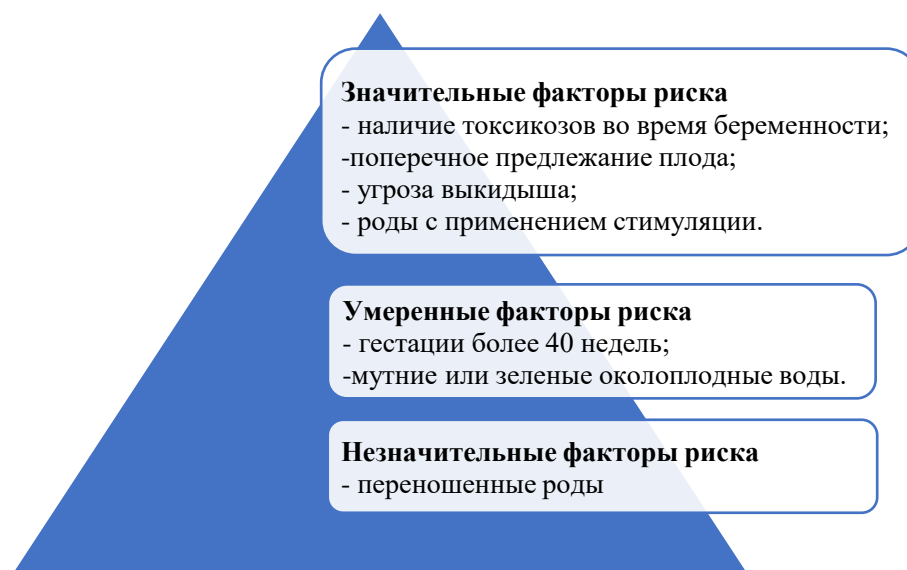 Значительные факторы риска
- наличие токсикозов во время беременности;
-поперечное предлежание плода;
- угроза выкидыша;
- роды с применением стимуляции.
Умеренные факторы риска
- гестации более 40 недель;
-мутние или зеленые околоплодные воды.
Незначительные факторы риска
- переношенные роды